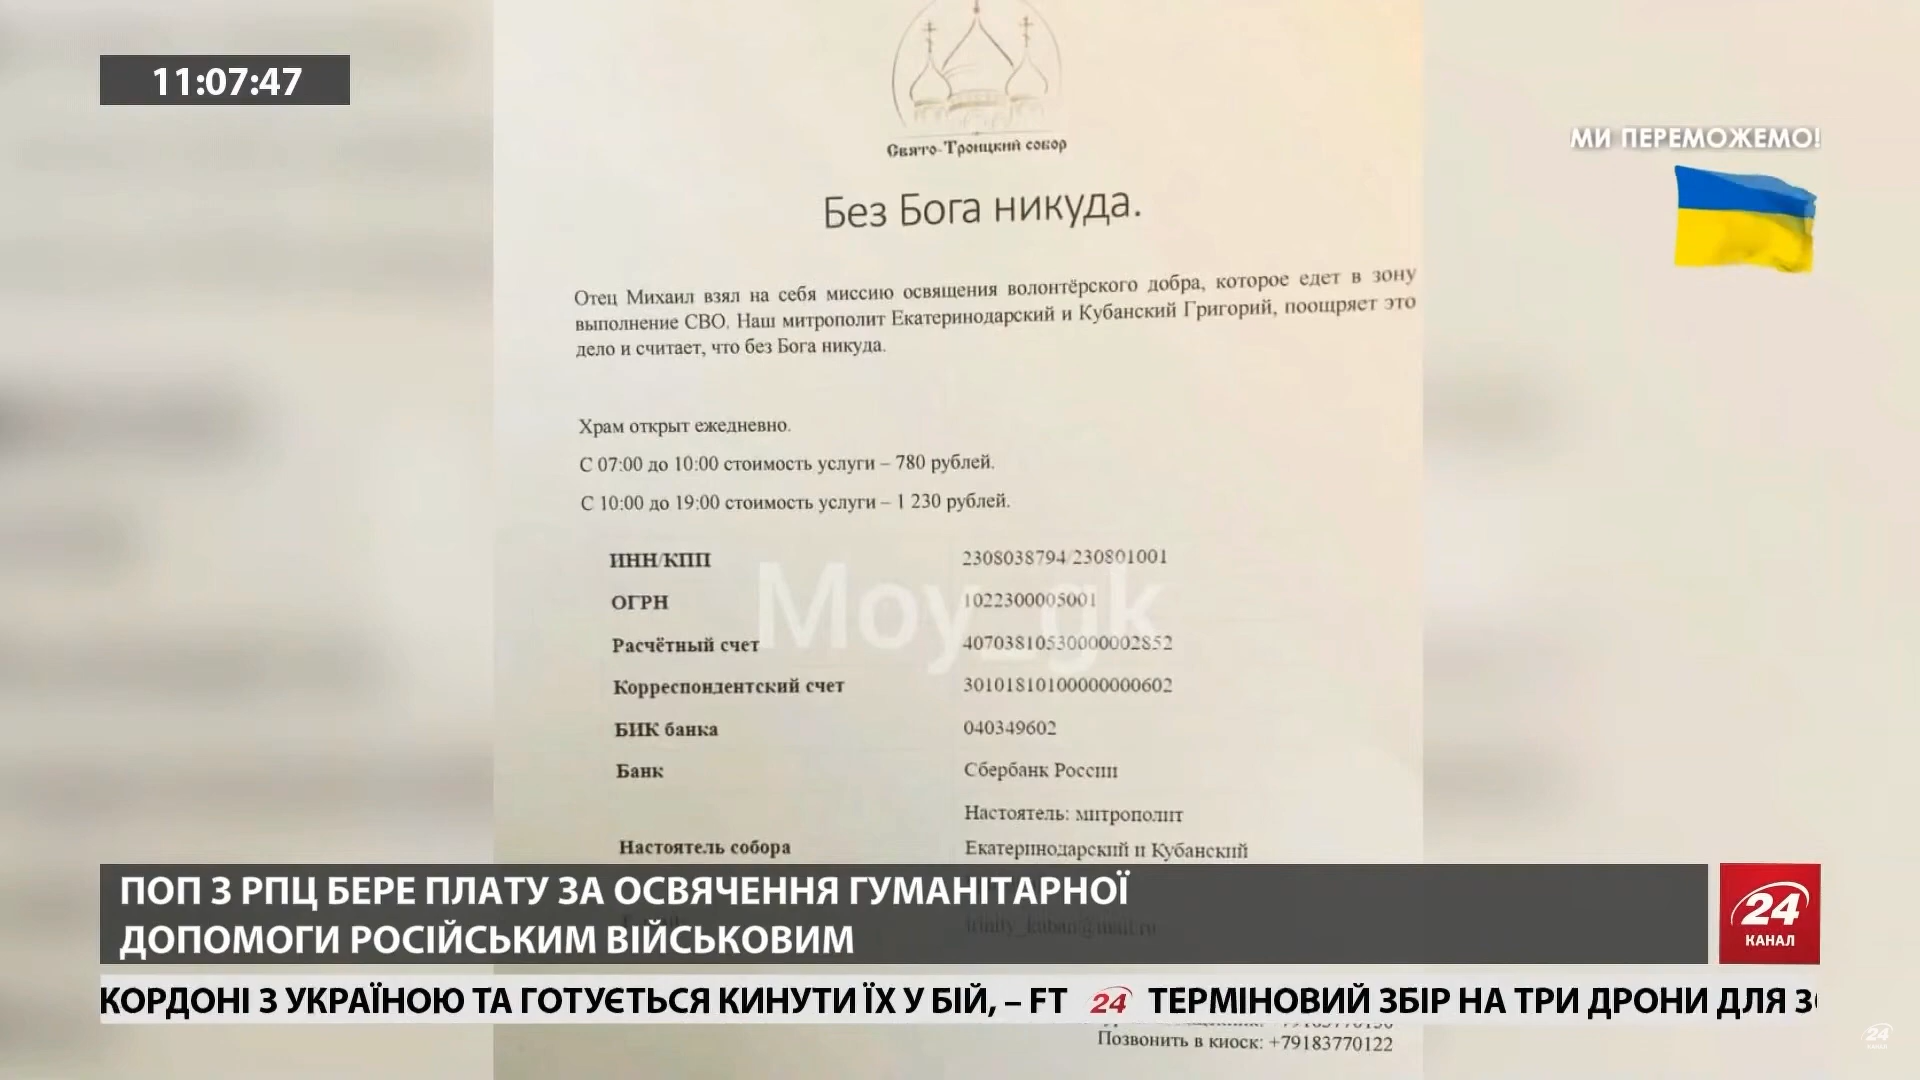 11:07:47
МИ ПЕРЕМОЖЕМО!
Свято-Троицкий собор
Без Бога никуда.
Отец Михаил взял на себя миссию освящения волонтёрского добра, которое едет в зону
выполнение СВО. Наш митрополит Екатеринодарский и Кубанский Григорий, поощряет это
дело и считает, что без Бога никуда.
Храм открыт ежедневно.
С 07:00 до 10:00 стоимость услуги – 780 рублей.
С 10:00 до 19:00 стоимость услуги – 1 230 рублей.
ИНН/КПП 2308038794/230801001
ОГРН 1022300005001
Moy_gk
Расчётный счет 40703810530000002852
Корреспондентский счет 30101810100000000602
БИК банка 040349602
Банк Сбербанк России
Настоятель: митрополит
Настоятель собора Екатеринодарский и Кубанский
trinity_kuban@mail.ru
ПОП З РПЦ БЕРЕ ПЛАТУ ЗА ОСВЯЧЕННЯ ГУМАНІТАРНОЇ
ДОПОМОГИ РОСІЙСЬКИМ ВІЙСЬКОВИМ
24
КАНАЛ
КОРДОНІ З УКРАЇНОЮ ТА ГОТУЄТЬСЯ КИНУТИ ЇХ У БІЙ, – FT 24 ТЕРМІНОВИЙ ЗБІР НА ТРИ ДРОНИ ДЛЯ
Позвонить в киоск: +79183770122
24
КАНАЛ